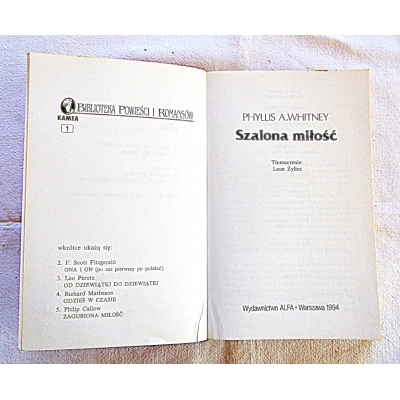 BIBLIOTEKA POWIEŚCI I ROMANSÓW
KAMEA
1
wkrótce ukażą się:
2. F. Scott Fitzgerald
ONA I ON (po raz pierwszy po polsku!)
3. Leo Perutz
OD DZIEWIĄTEJ DO DZIEWIĄTEJ
4. Richard Matheson
GDZIEŚ W CZASIE
5. Philip Callow
ZAGUBIONA MIŁOŚĆ
PHYLLIS A.WHITNEY
Szalona miłość
Tłumaczenie:
Leon Żylicz
Wydawnictwo ALFA • Warszawa 1994